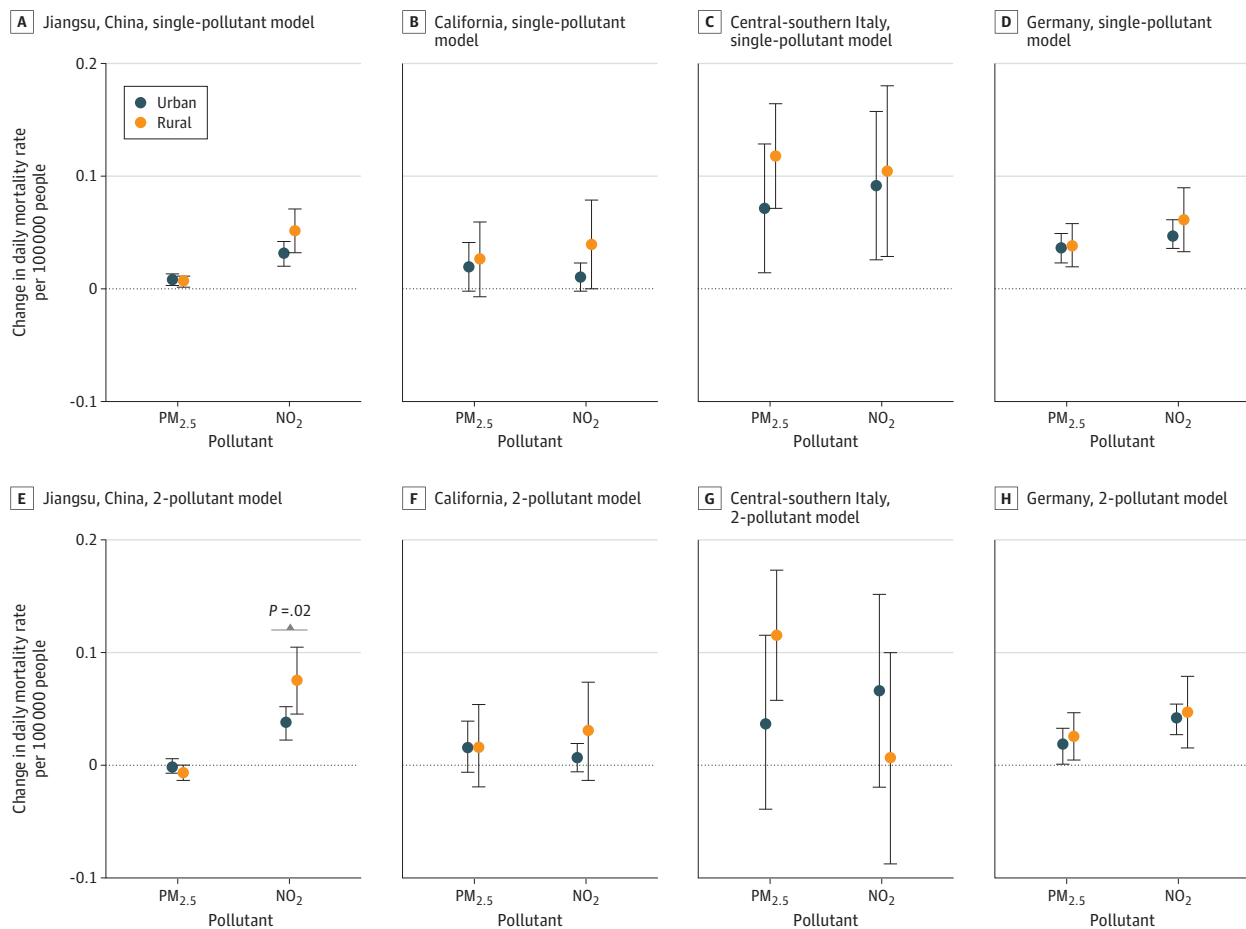 A Jiangsu, China, single-pollutant model
B California, single-pollutant
model
C Central-southern Italy,
single-pollutant model
D Germany, single-pollutant
model
Change in daily mortality rate
per 100 000 people
0.2
0.1
0
-0.1
Urban
Rural
PM2.5
NO2
Pollutant
PM2.5
NO2
Pollutant
PM2.5
NO2
Pollutant
PM2.5
NO2
Pollutant
E Jiangsu, China, 2-pollutant model
F California, 2-pollutant model
G Central-southern Italy,
2-pollutant model
H Germany, 2-pollutant model
Change in daily mortality rate
per 100 000 people
0.2
0.1
0
-0.1
P =.02
PM2.5
NO2
Pollutant
PM2.5
NO2
Pollutant
PM2.5
NO2
Pollutant
PM2.5
NO2
Pollutant